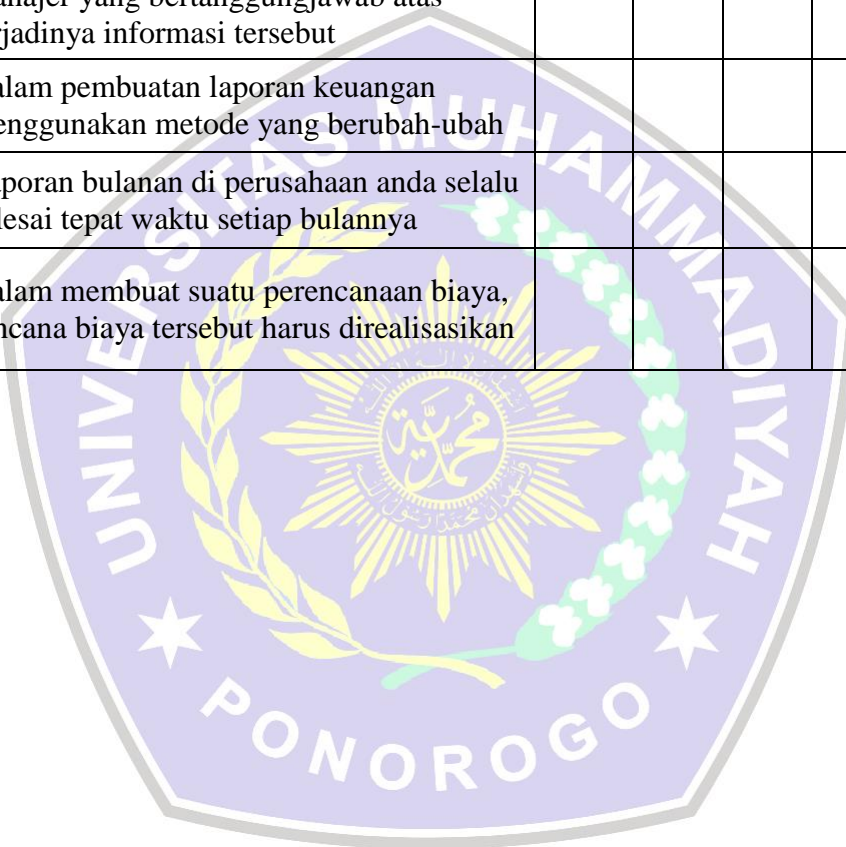 najer yang bertanggungjawab atas
rjadinya informasi tersebut
alam pembuatan laporan keuangan
enggunakan metode yang berubah-ubah
poran bulanan di perusahaan anda selalu
lesai tepat waktu setiap bulannya
alam membuat suatu perencanaan biaya,
ncana biaya tersebut harus direalisasikan
UNIVERSITAS MUHAMMADIYAH
PONOROGO
محمدية